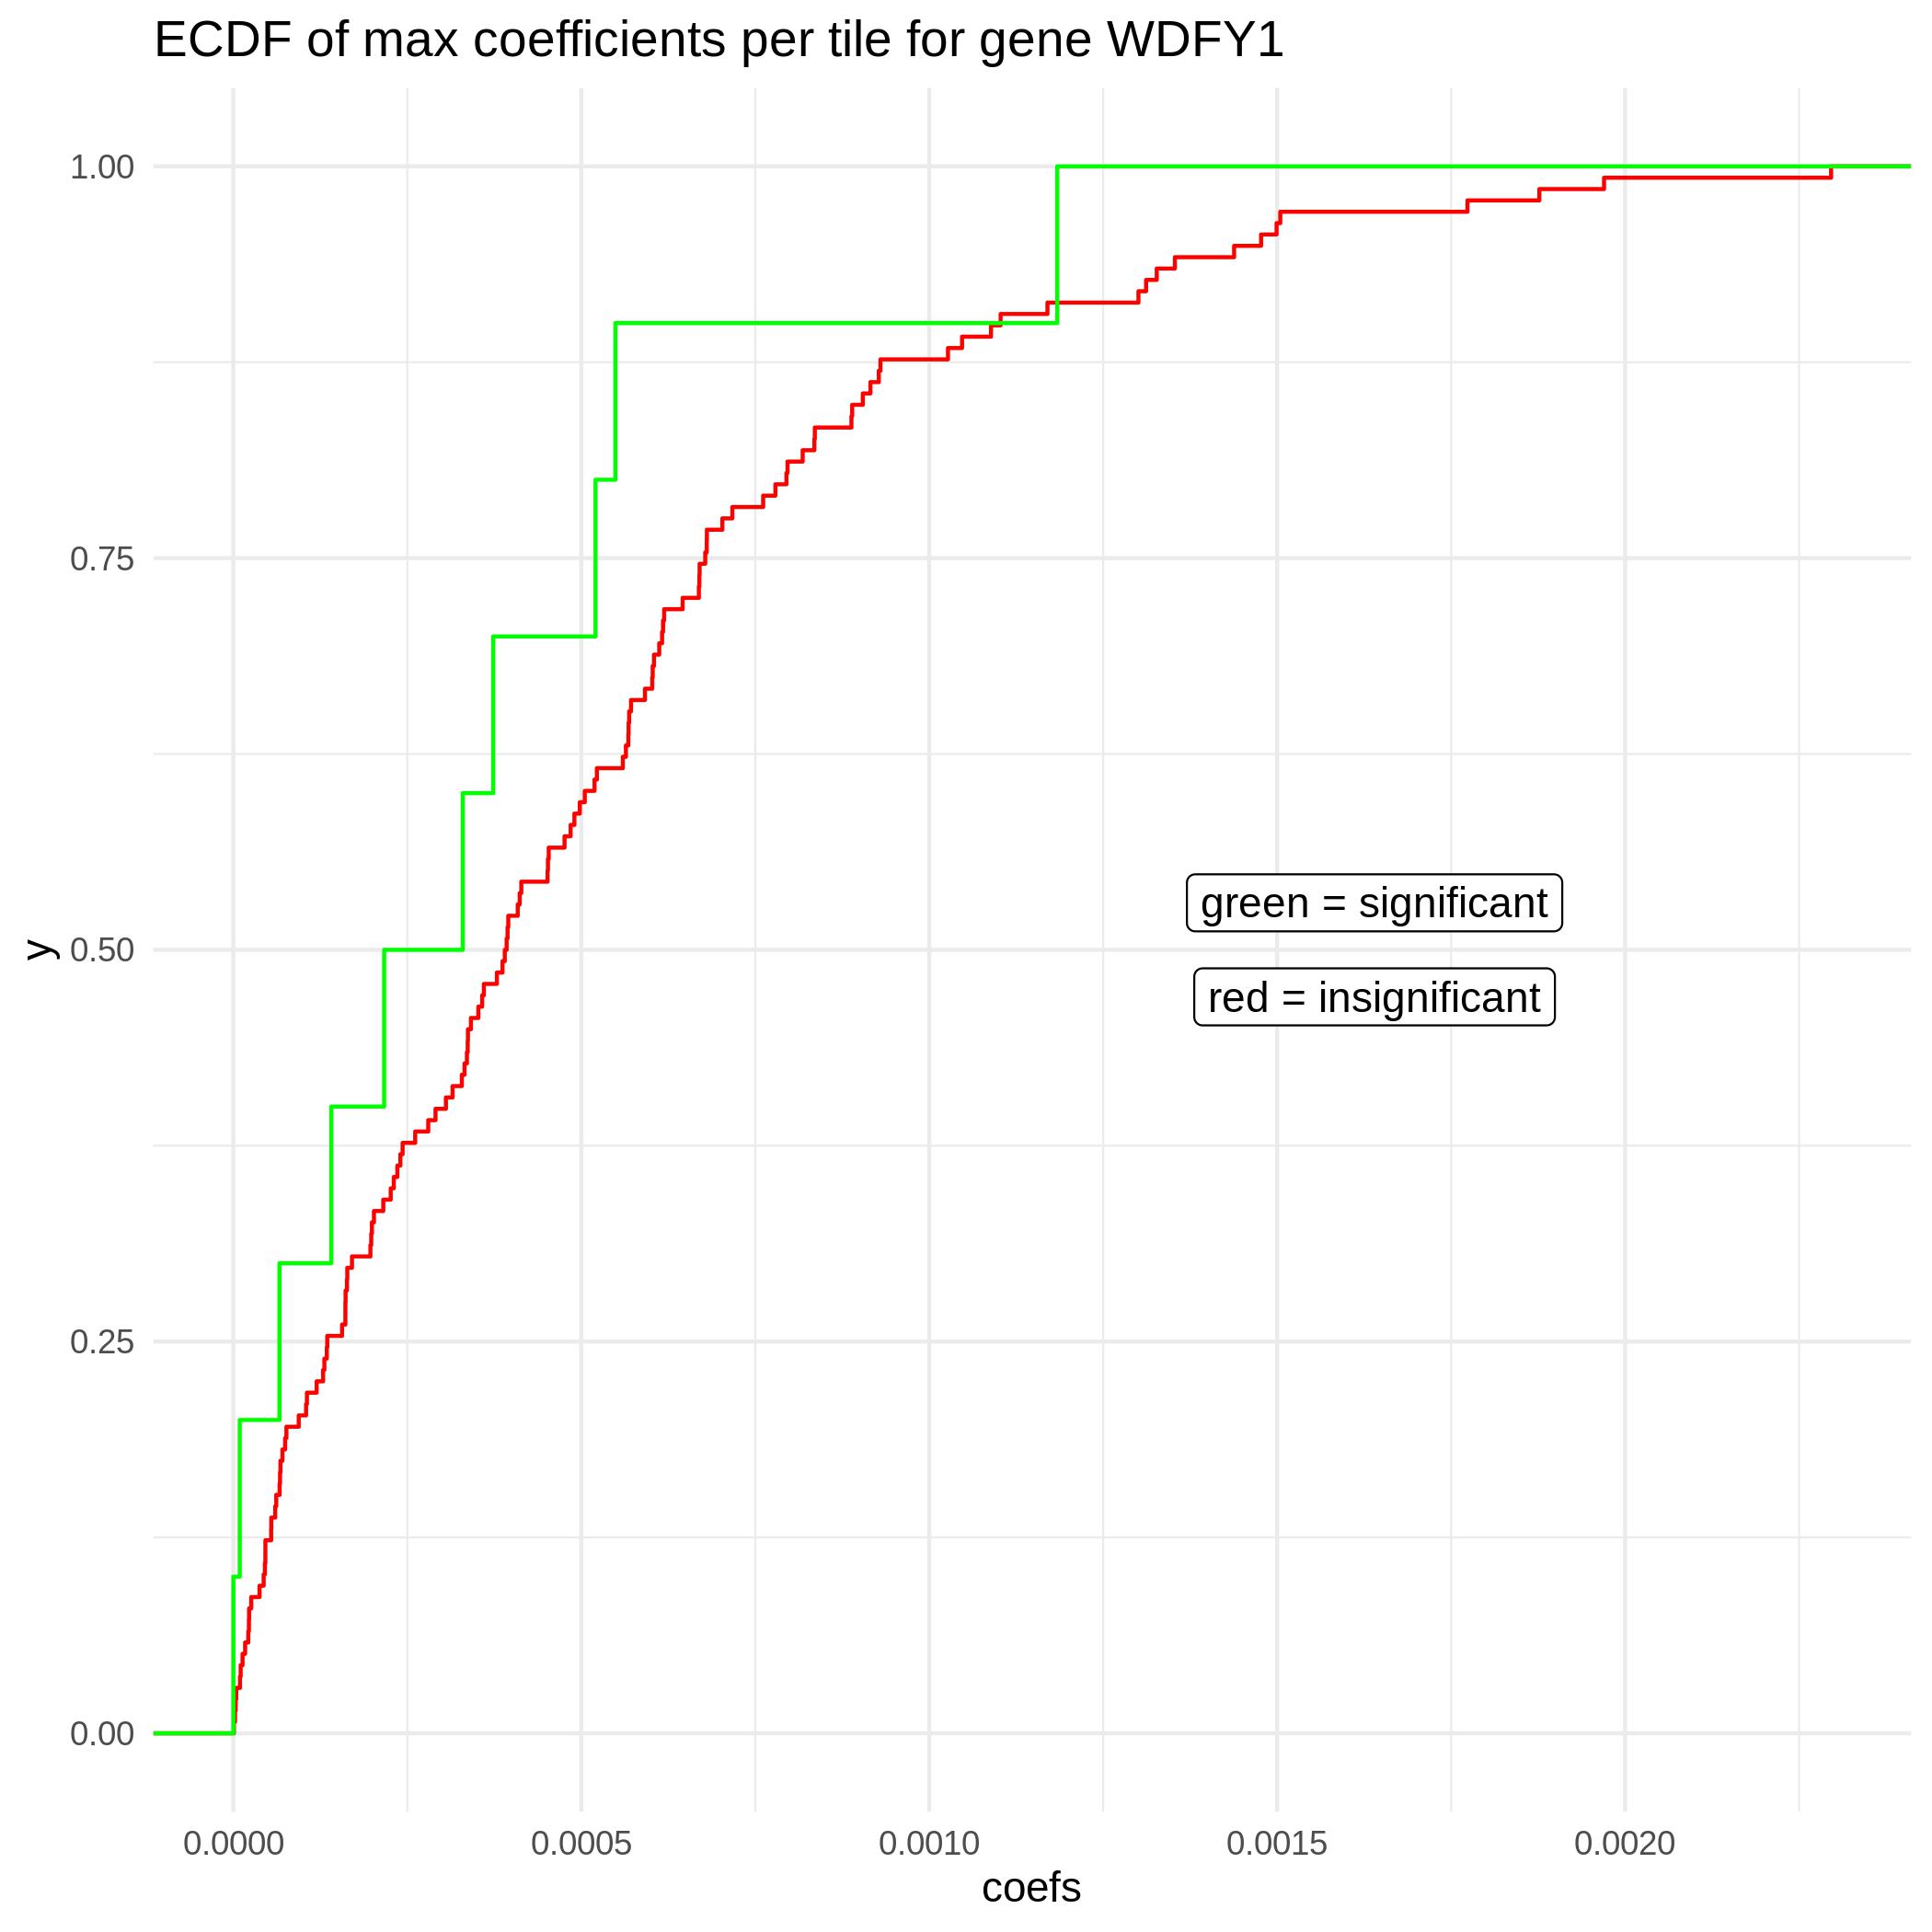 ECDF of max coefficients per tile for gene WDFY1
1.00
0.75
0.50
0.25
0.00
y
green = significant
red = insignificant
0.0000 0.0005 0.0010 0.0015 0.0020
coefs